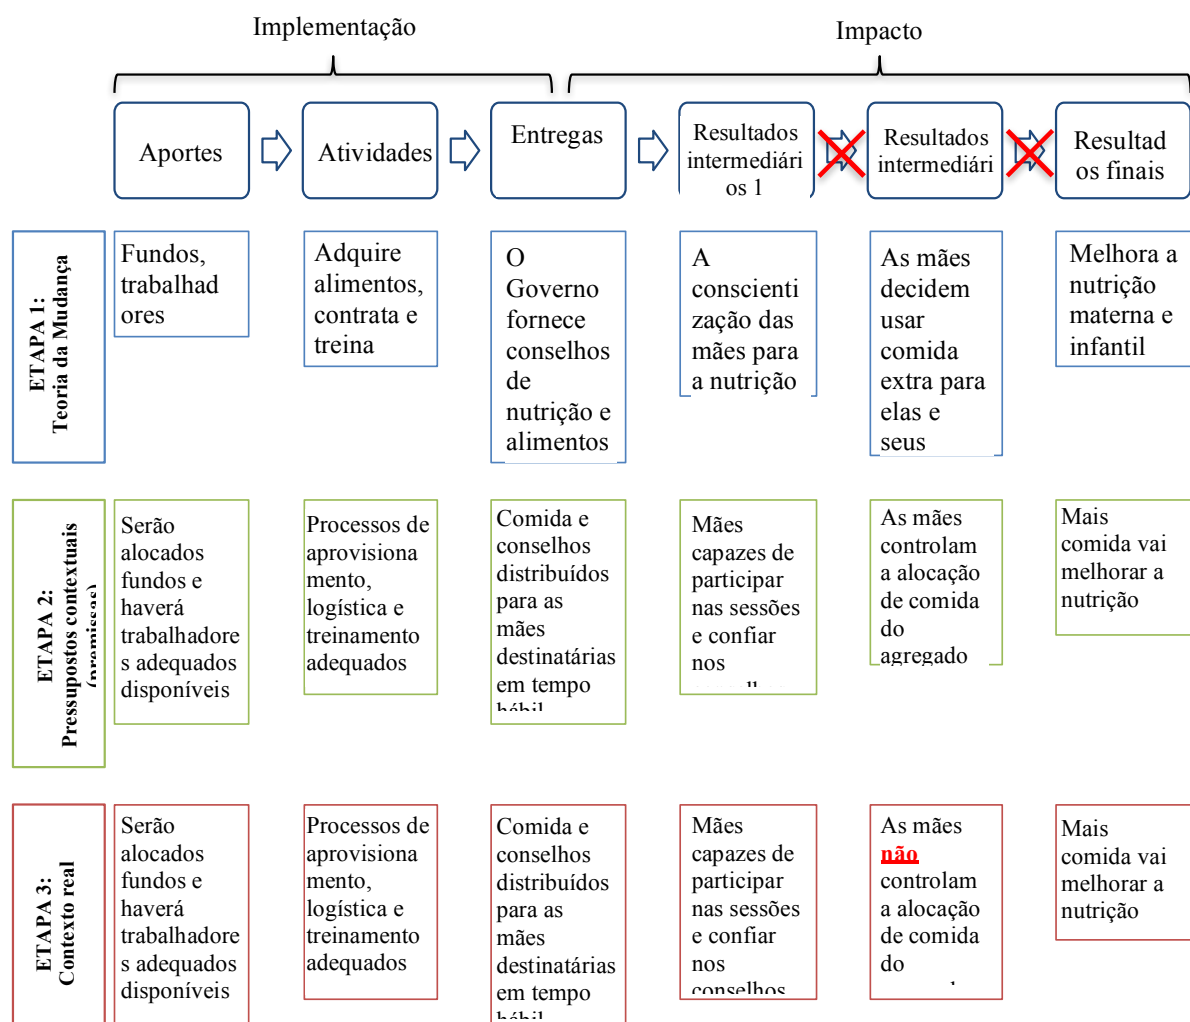 Implementação
Impacto
Aportes
Atividades
Entregas
Resultados
intermediári
os 1
Resultados
intermediári
Resultad
os finais
ETAPA 1:
Teoria da Mudança
Fundos,
trabalhad
ores
Adquire
alimentos,
contrata e
treina
O
Governo
fornece
conselhos
de
nutrição e
alimentos
A
conscienti
zação das
mães para
a nutrição
As mães
decidem
usar
comida
extra para
elas e
seus
Melhora a
nutrição
materna e
infantil
ETAPA 2:
Pressupostos contextuais
(premissas)
Serão
alocados
fundos e
haverá
trabalhadore
s adequados
disponíveis
Processos de
aprovisiona
mento,
logística e
treinamento
adequados
Comida e
conselhos
distribuídos
para as
mães
destinatárias
em tempo
hábil
Mães
capazes de
participar
nas sessões
e confiar
nos
As mães
controlam
a alocação
de comida
do
agregado
Mais
comida vai
melhorar a
nutrição
ETAPA 3:
Contexto real
Serão
alocados
fundos e
haverá
trabalhadore
s adequados
disponíveis
Processos de
aprovisiona
mento,
logística e
treinamento
adequados
Comida e
conselhos
distribuídos
para as
mães
destinatárias
em tempo
hábil
Mães
capazes de
participar
nas sessões
e confiar
nos
conselhos
As mães
não
controlam
a alocação
de comida
do
Mais
comida vai
melhorar a
nutrição